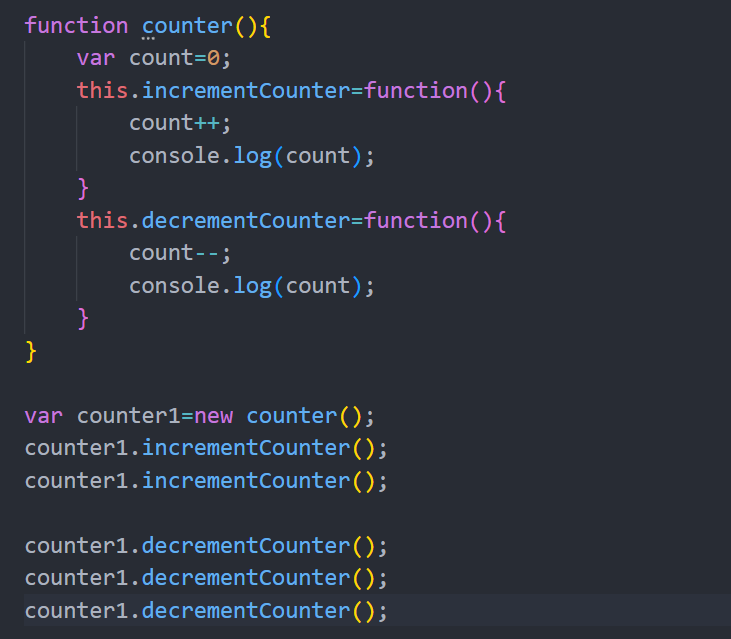 function counter(){
    var count=0;
    this.incrementCounter=function(){
        count++;
        console.log(count);
    }
    this.decrementCounter=function(){
        count--;
        console.log(count);
    }
}

var counter1=new counter();
counter1.incrementCounter();
counter1.incrementCounter();

counter1.decrementCounter();
counter1.decrementCounter();
counter1.decrementCounter();